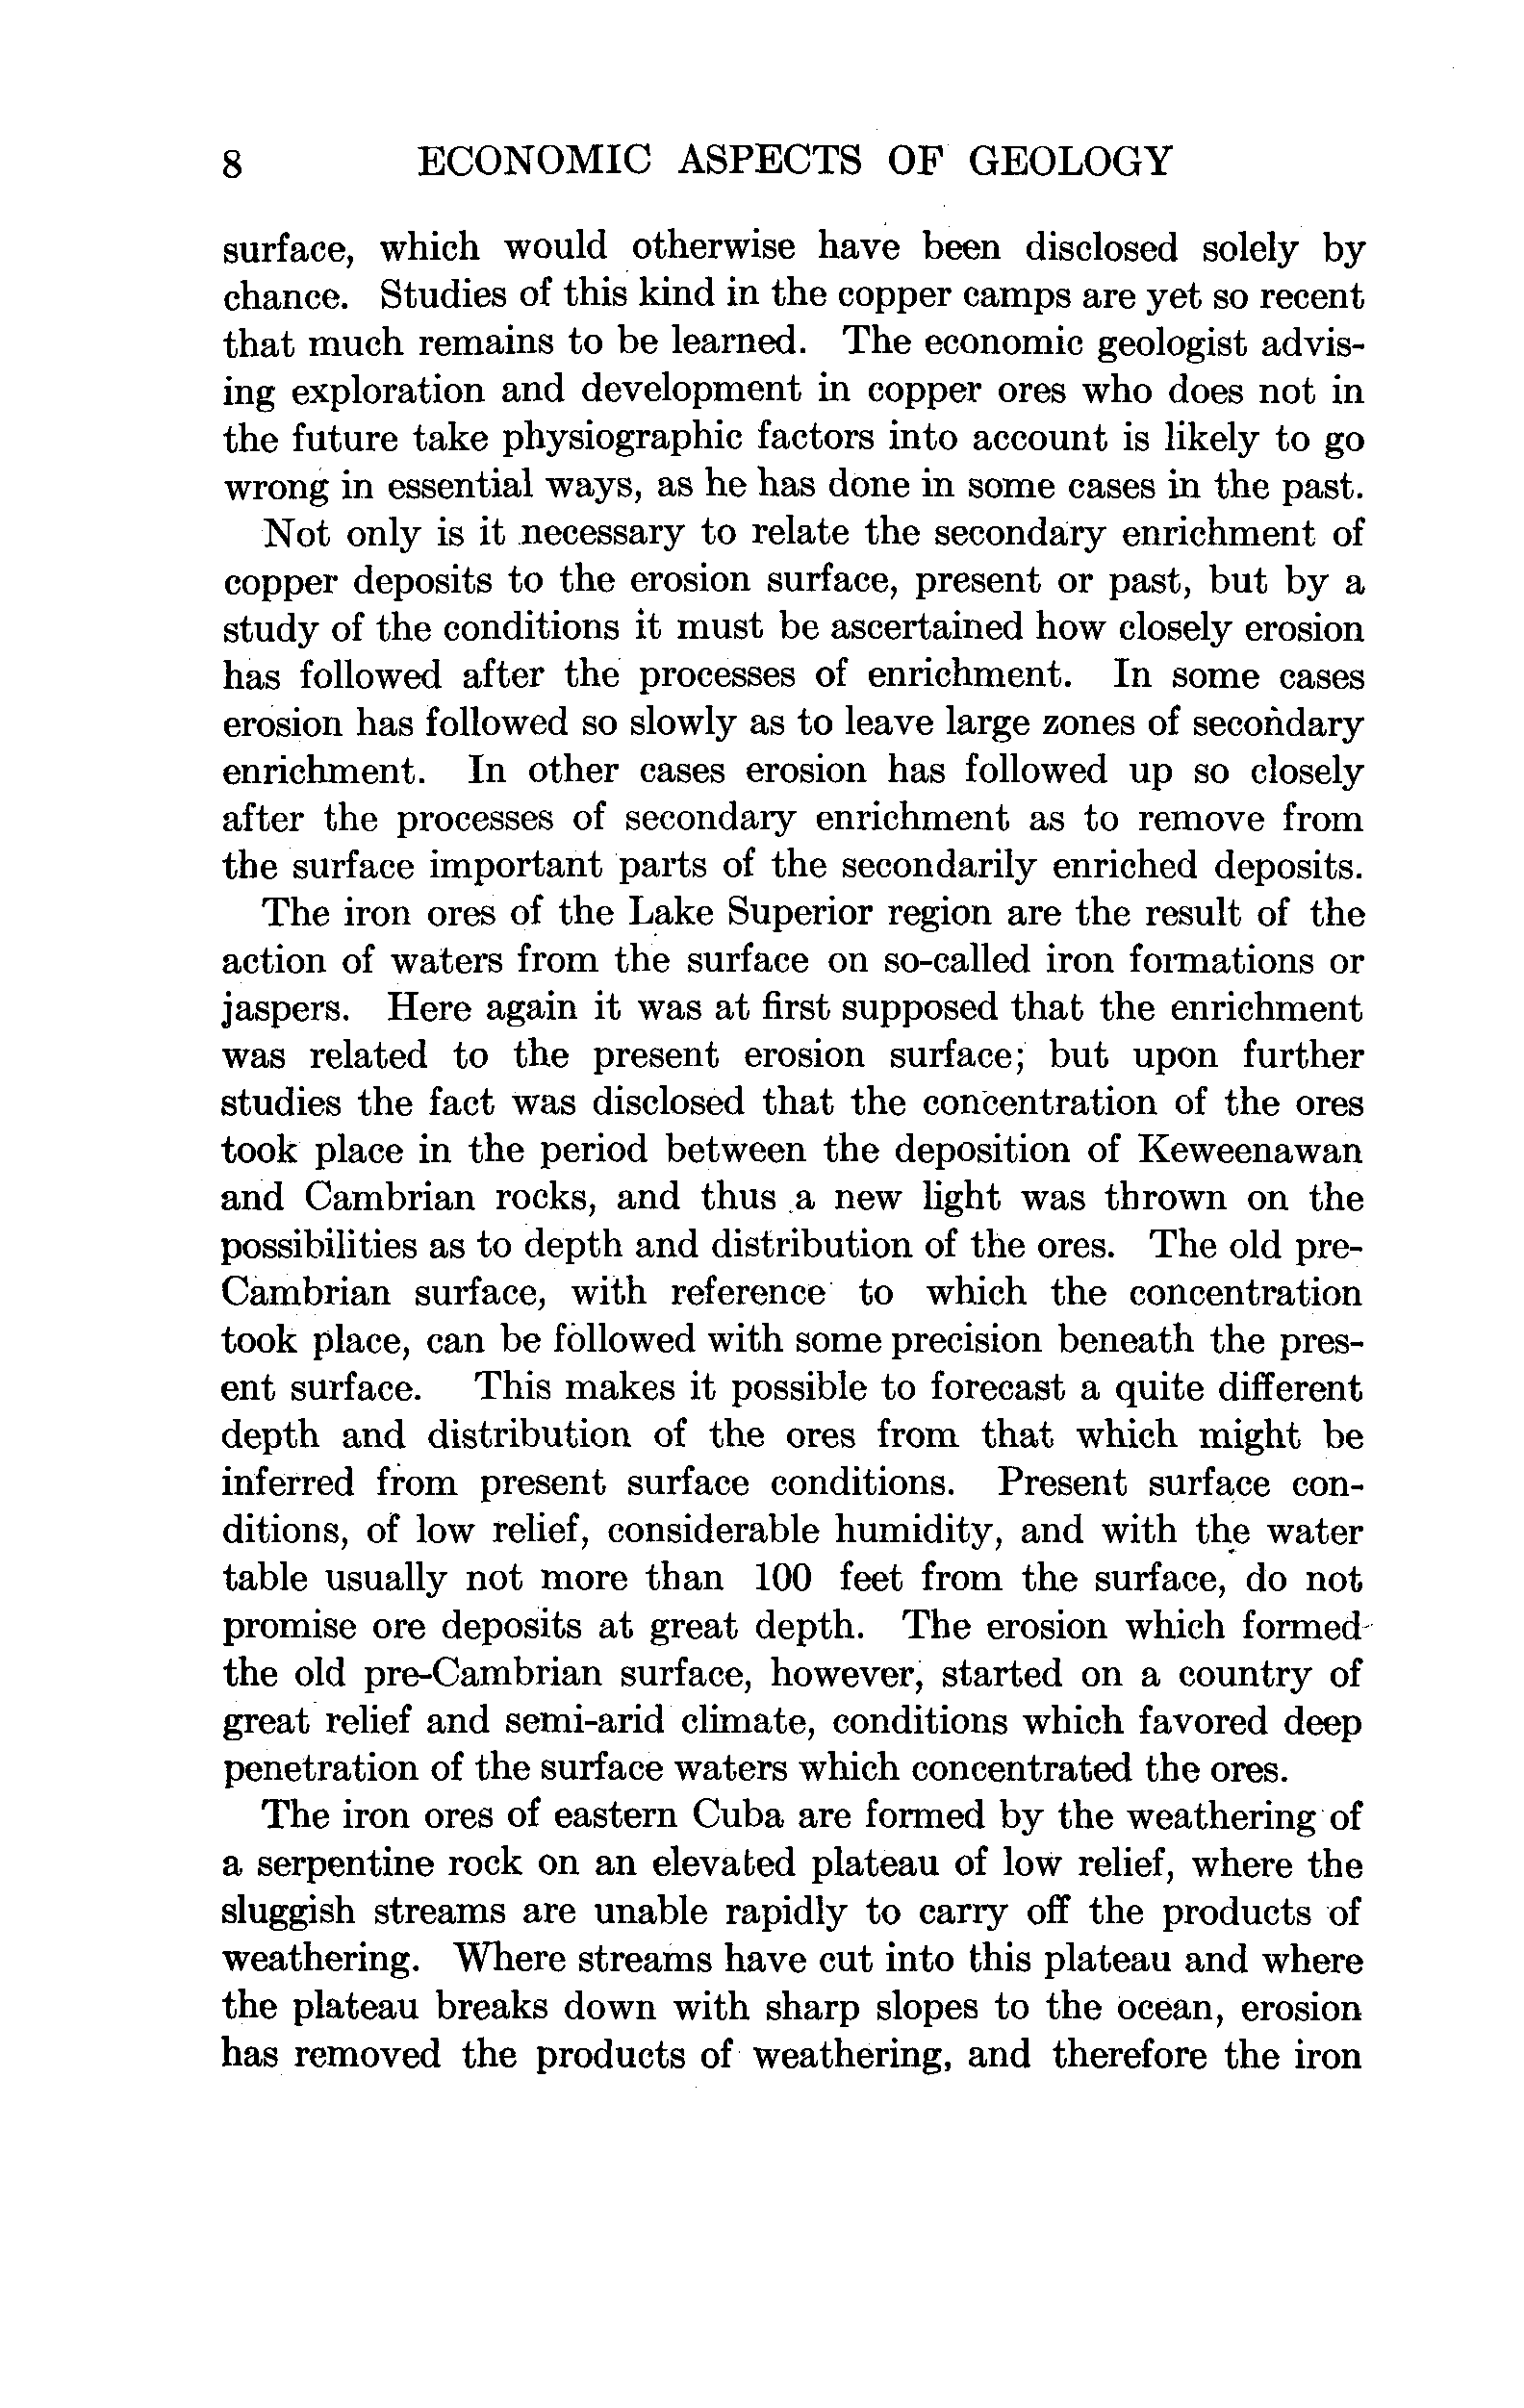 8 ECONOMIC ASPECTS OF GEOLOGY
surface, which would otherwise have been disclosed solely by
chance. Studies of this kind in the copper camps are yet so recent
that much remains to be learned. The economic geologist advis-
ing exploration and development in copper ores who does not in
the future take physiographic factors into account is likely to go
wrong in essential ways, as he has done in some cases in the past.
Not only is it necessary to relate the secondary enrichment of
copper deposits to the erosion surface, present or past, but by a
study of the conditions it must be ascertained how closely erosion
has followed after the processes of enrichment. In some cases
erosion has followed so slowly as to leave large zones of secondary
enrichment. In other cases erosion has followed up so closely
after the processes of secondary enrichment as to remove from
the surface important parts of the secondarily enriched deposits.
The iron ores of the Lake Superior region are the result of the
action of waters from the surface on so-called iron formations or
jaspers. Here again it was at first supposed that the enrichment
was related to the present erosion surface; but upon further
studies the fact was disclosed that the concentration of the ores
took place in the period between the deposition of Keweenawan
and Cambrian rocks, and thus a new light was thrown on the
possibilities as to depth and distribution of the ores. The old pre-
Cambrian surface, with reference to which the concentration
took place, can be followed with some precision beneath the pres-
ent surface. This makes it possible to forecast a quite different
depth and distribution of the ores from that which might be
inferred from present surface conditions. Present surface con-
ditions, of low relief, considerable humidity, and with the water
table usually not more than 100 feet from the surface, do not
promise ore deposits at great depth. The erosion which formed
the old pre-Cambrian surface, however, started on a country of
great relief and semi-arid climate, conditions which favored deep
penetration of the surface waters which concentrated the ores.
The iron ores of eastern Cuba are formed by the weathering of
a serpentine rock on an elevated plateau of low relief, where the
sluggish streams are unable rapidly to carry off the products of
weathering. Where streams have cut into this plateau and where
the plateau breaks down with sharp slopes to the ocean, erosion
has removed the products of weathering, and therefore the iron